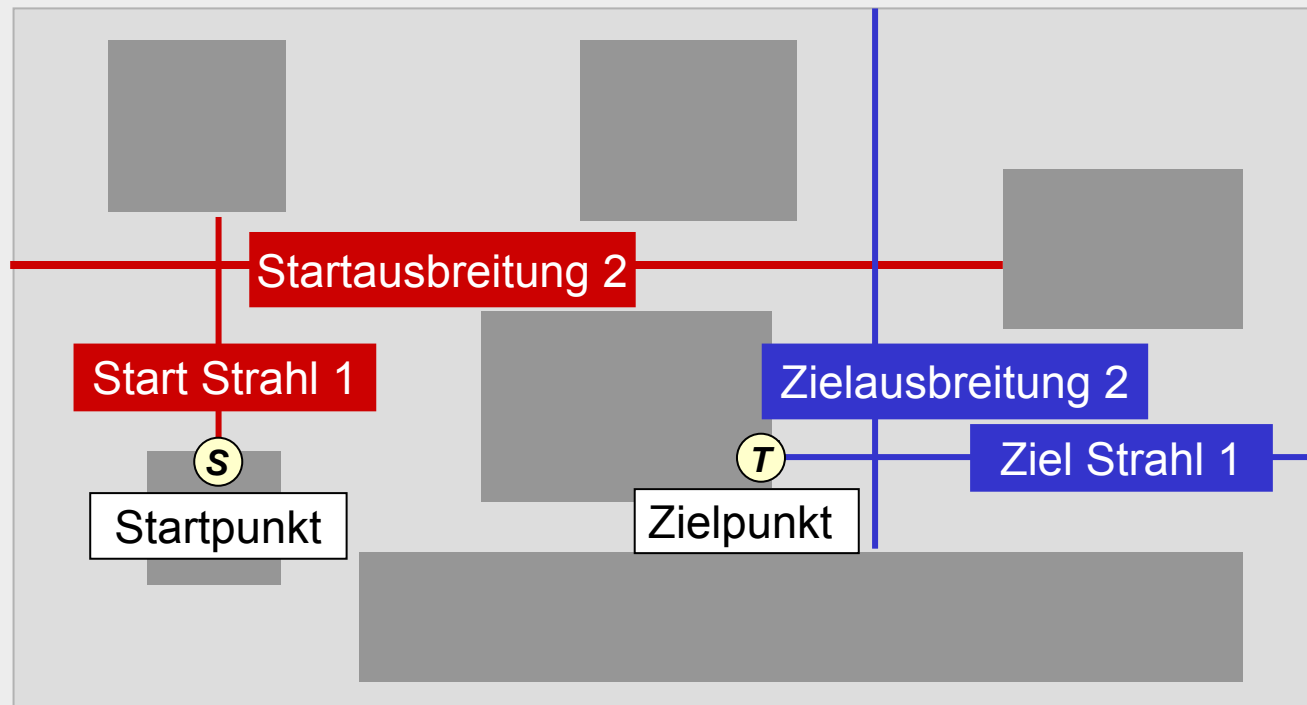 Startausbreitung 2
Start Strahl 1
Zielausbreitung 2
S
T
Ziel Strahl 1
Startpunkt
Zielpunkt